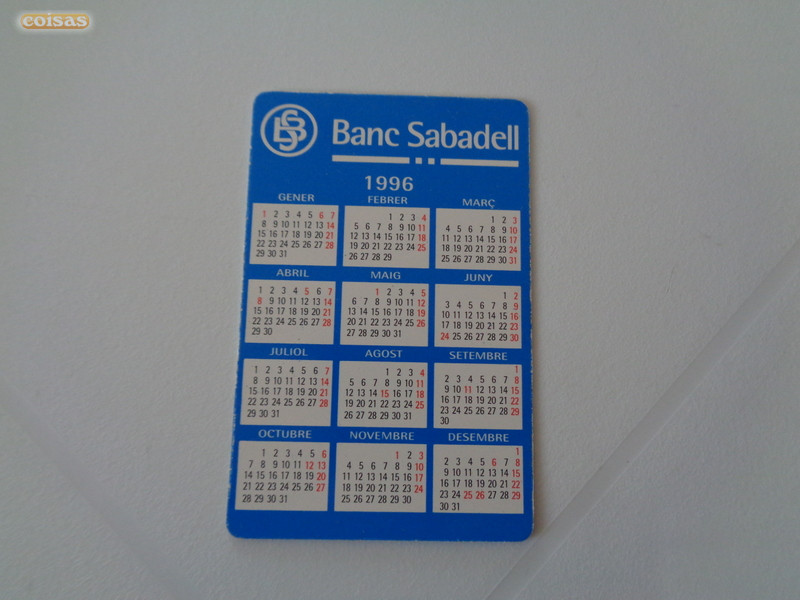 coisas
BS
Banc Sabadell
1996
GENER
1 2 3 4 5 6 7
8 9 10 11 12 13 14
15 16 17 18 19 20 21
22 23 24 25 26 27 28
29 30 31
FEBRER
1 2 3 4
5 6 7 8 9 10 11
12 13 14 15 16 17 18
19 20 21 22 23 24 25
26 27 28 29
MARÇ
1 2 3
4 5 6 7 8 9 10
11 12 13 14 15 16 17
18 19 20 21 22 23 24
25 26 27 28 29 30 31
ABRIL
1 2 3 4 5 6 7
8 9 10 11 12 13 14
15 16 17 18 19 20 21
22 23 24 25 26 27 28
29 30
MAIG
1 2 3 4 5
6 7 8 9 10 11 12
13 14 15 16 17 18 19
20 21 22 23 24 25 26
27 28 29 30 31
JUNY
1 2
3 4 5 6 7 8 9
10 11 12 13 14 15 16
17 18 19 20 21 22 23
24 25 26 27 28 29 30
JULIOL
1 2 3 4 5 6 7
8 9 10 11 12 13 14
15 16 17 18 19 20 21
22 23 24 25 26 27 28
29 30 31
AGOST
1 2 3 4
5 6 7 8 9 10 11
12 13 14 15 16 17 18
19 20 21 22 23 24 25
26 27 28 29 30 31
SETEMBRE
1
2 3 4 5 6 7 8
9 10 11 12 13 14 15
16 17 18 19 20 21 22
23 24 25 26 27 28 29
30
OCTUBRE
1 2 3 4 5 6
7 8 9 10 11 12 13
14 15 16 17 18 19 20
21 22 23 24 25 26 27
28 29 30 31
NOVEMBRE
1 2 3
4 5 6 7 8 9 10
11 12 13 14 15 16 17
18 19 20 21 22 23 24
25 26 27 28 29 30
DESEMBRE
1
2 3 4 5 6 7 8
9 10 11 12 13 14 15
16 17 18 19 20 21 22
23 24 25 26 27 28 29
30 31